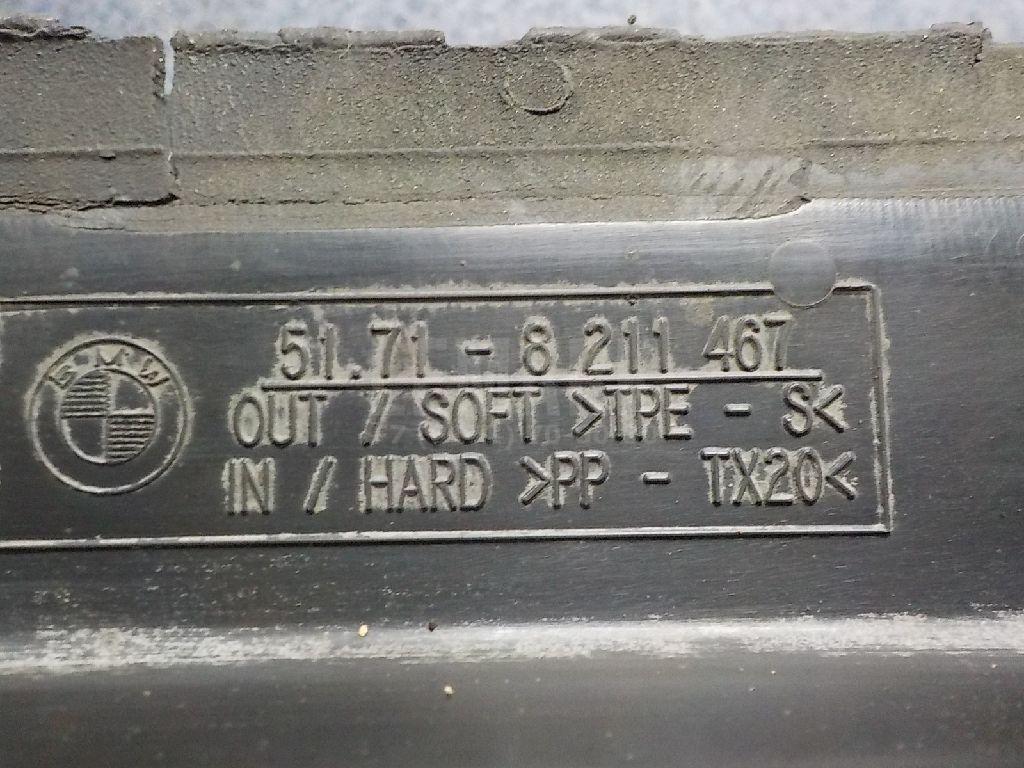 BMW
51.71 - 8 211 467
OUT / SOFT >TPE - S<
IN / HARD >PP - TX20<